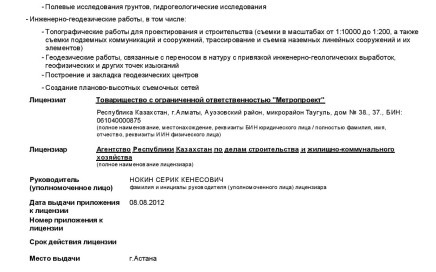 - Полевые исследования грунтов, гидрогеологические исследования
- Инженерно-геодезические работы, в том числе:
- Топографические работы для проектирования и строительства (съемки в масштабах от 1:10000 до 1:200, а также
съемки подземных коммуникаций и сооружений, трассирование и съемка наземных линейных сооружений и их
элементов)
- Геодезические работы, связанные с переносом в натуру с привязкой инженерно-геологических выработок,
геофизических и других точек изысканий
- Построение и закладка геодезических центров
- Создание планово-высотных съемочных сетей
Лицензиат Товарищество с ограниченной ответственностью "Метропроект"
Республика Казахстан, г.Алматы, Ауэзовский район, микрорайон Таугуль, дом № 38., 37., БИН:
061040000875
(полное наименование, местонахождение, реквизиты БИН юридического лица / полностью фамилия, имя,
отчество, реквизиты ИИН физического лица)
Лицензиар Агентство Республики Казахстан по делам строительства и жилищно-коммунального
хозяйства
(полное наименование лицензиара)
Руководитель НОКИН СЕРИК КЕНЕСОВИЧ
(уполномоченное лицо) фамилия и инициалы руководителя (уполномоченного лица) лицензиара
Дата выдачи приложения 08.08.2012
к лицензии
Номер приложения к
лицензии
Срок действия лицензии
Место выдачи г.Астана